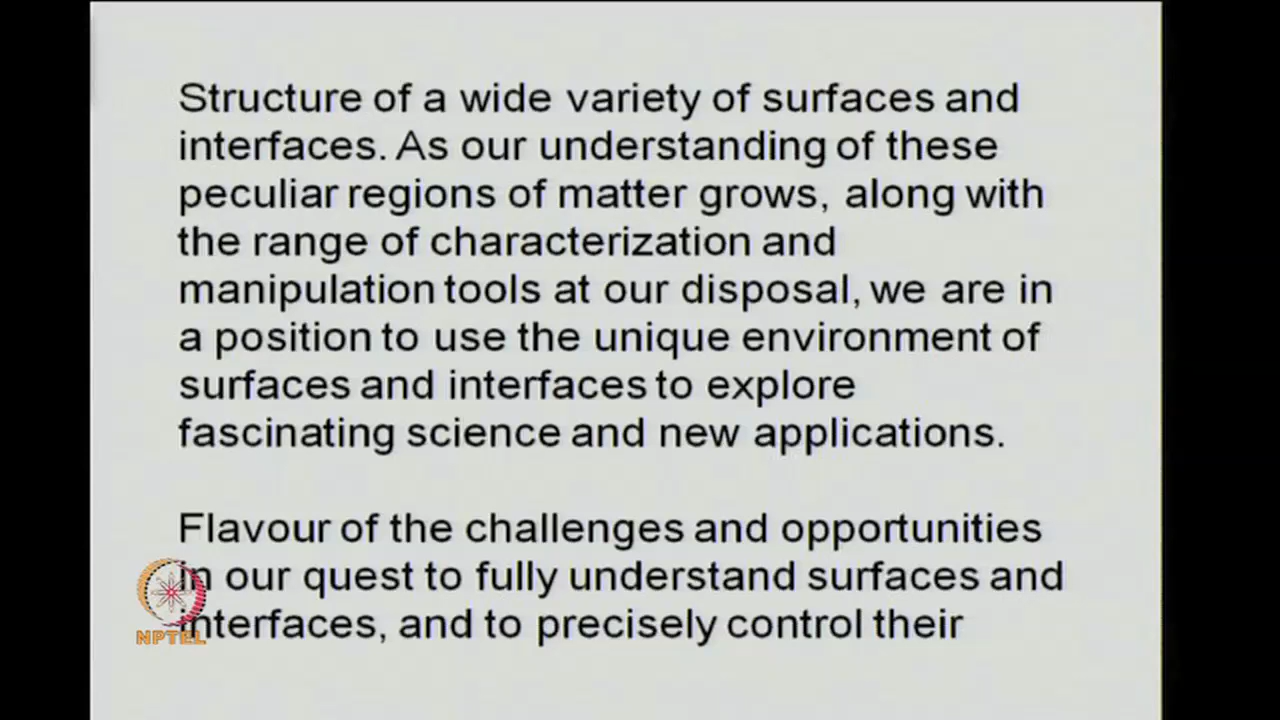 Structure of a wide variety of surfaces and
interfaces. As our understanding of these
peculiar regions of matter grows, along with
the range of characterization and
manipulation tools at our disposal, we are in
a position to use the unique environment of
surfaces and interfaces to explore
fascinating science and new applications.
Flavour of the challenges and opportunities
in our quest to fully understand surfaces and
interfaces, and to precisely control their
NPTEL